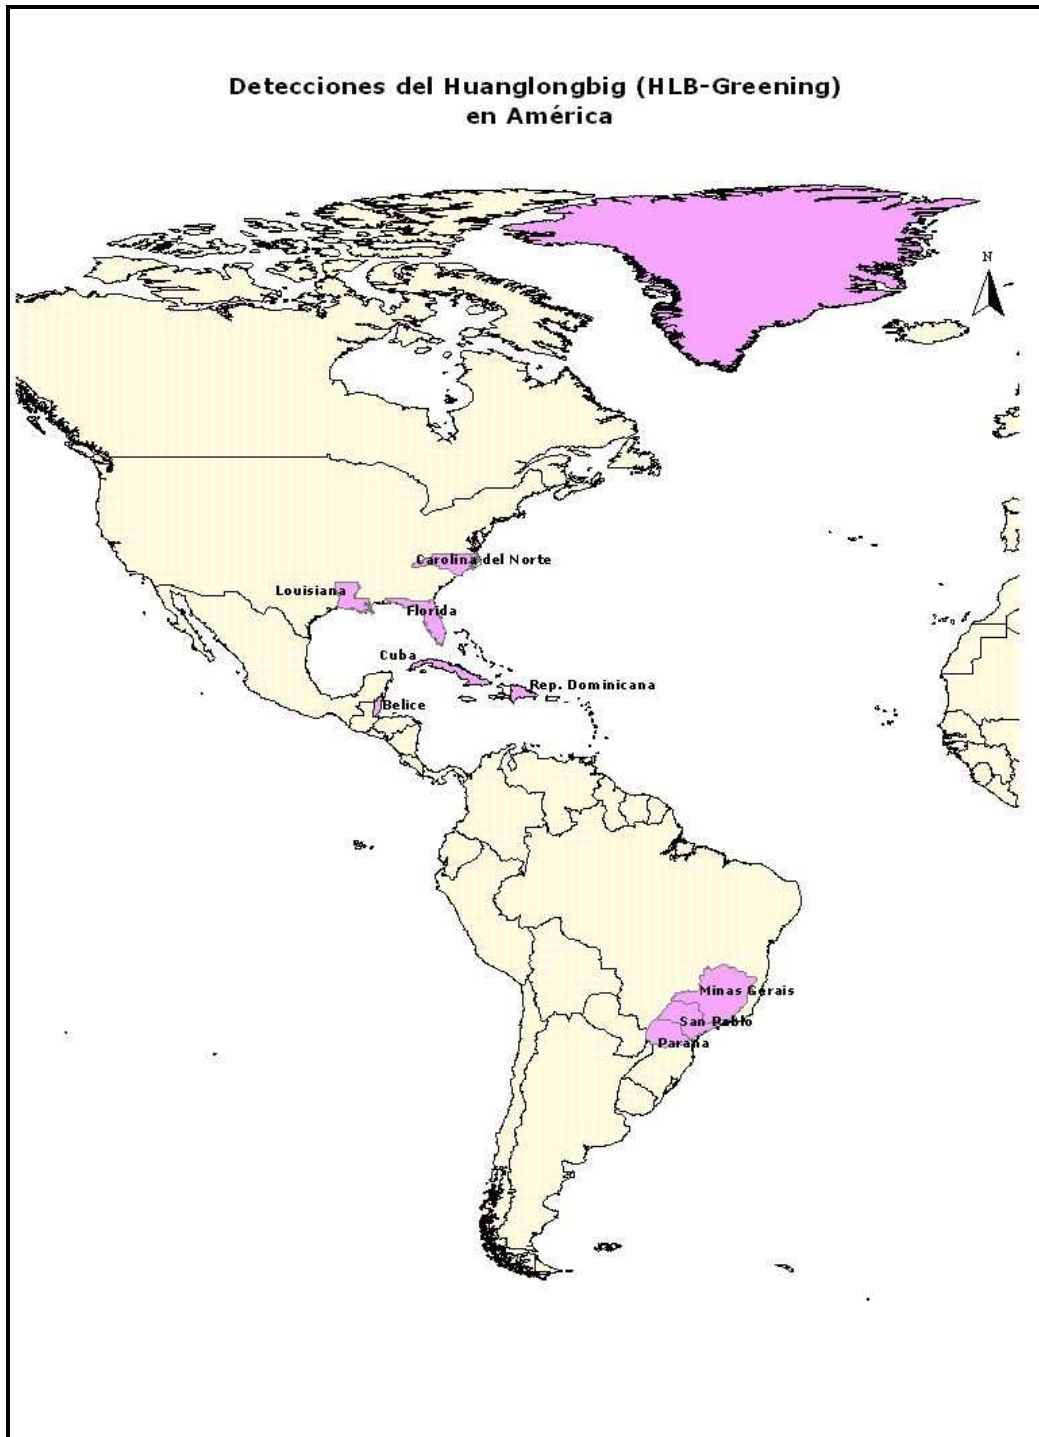 Detecciones del Huanglongbig (HLB-Greening)
en América
N
Carolina del Norte
Louisiana
Florida
Cuba
Rep. Dominicana
Belice
Minas Gerais
San Pablo
Parana